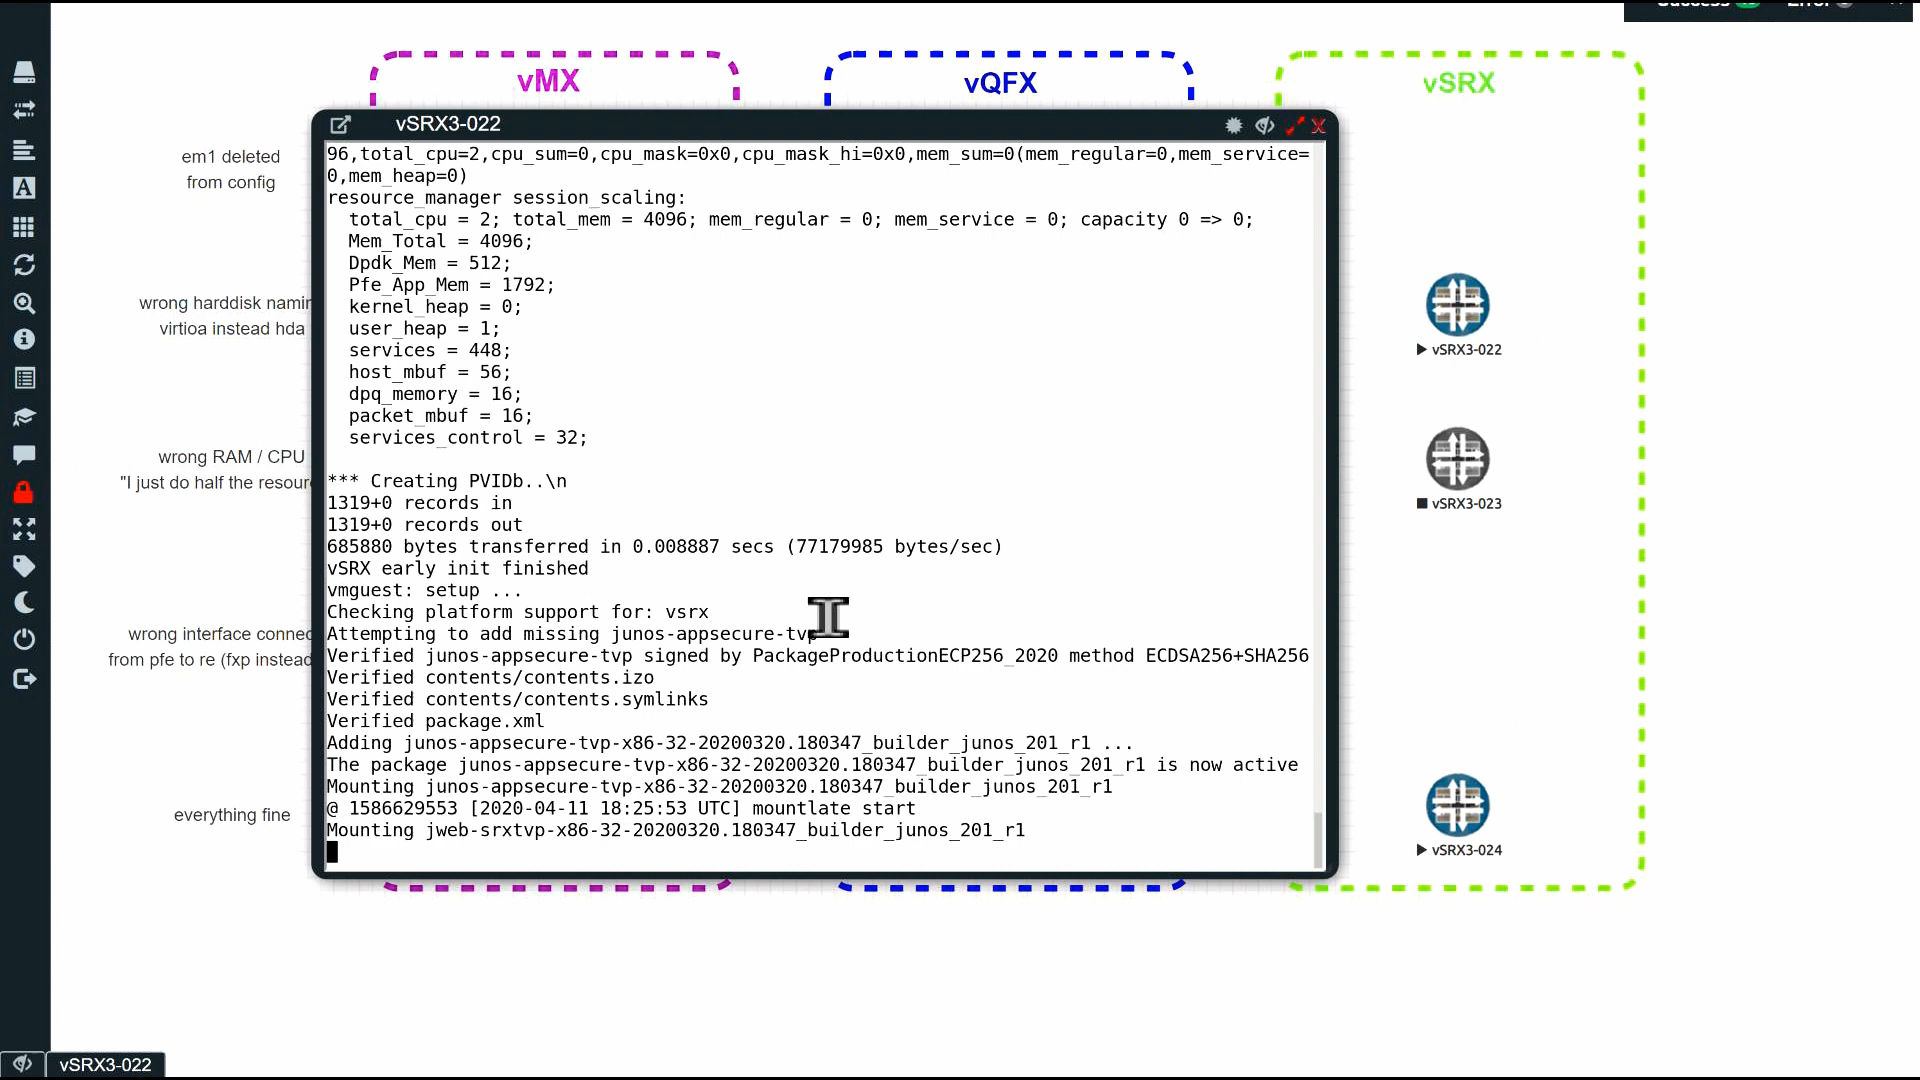 vMX
vQFX
vSRX
vSRX3-022
em1 deleted
from config
wrong harddisk namin
virtioa instead hda
wrong RAM / CPU
"I just do half the resour
wrong interface connec
from pfe to re (fxp instead
everything fine
96,total_cpu=2,cpu_sum=0,cpu_mask=0x0,cpu_mask_hi=0x0,mem_sum=0(mem_regular=0,mem_service=
0,mem_heap=0)
resource_manager session_scaling:
total_cpu = 2; total_mem = 4096; mem_regular = 0; mem_service = 0; capacity 0 => 0;
Mem_Total = 4096;
Dpdk_Mem = 512;
Pfe_App_Mem = 1792;
kernel_heap = 0;
user_heap = 1;
services = 448;
host_mbuf = 56;
dpq_memory = 16;
packet_mbuf = 16;
services_control = 32;
*** Creating PVIDb..\n
1319+0 records in
1319+0 records out
685880 bytes transferred in 0.008887 secs (77179985 bytes/sec)
vSRX early init finished
vmguest: setup ...
Checking platform support for: vsrx
Attempting to add missing junos-appsecure-tvp
Verified junos-appsecure-tvp signed by PackageProductionECP256_2020 method ECDSA256+SHA256
Verified contents/contents.izo
Verified contents/contents.symlinks
Verified package.xml
Adding junos-appsecure-tvp-x86-32-20200320.180347_builder_junos_201_r1 ...
The package junos-appsecure-tvp-x86-32-20200320.180347_builder_junos_201_r1 is now active
Mounting junos-appsecure-tvp-x86-32-20200320.180347_builder_junos_201_r1
@ 1586629553 [2020-04-11 18:25:53 UTC] mountlate start
Mounting jweb-srxtvp-x86-32-20200320.180347_builder_junos_201_r1
vSRX3-022
vSRX3-023
vSRX3-024
vSRX3-022